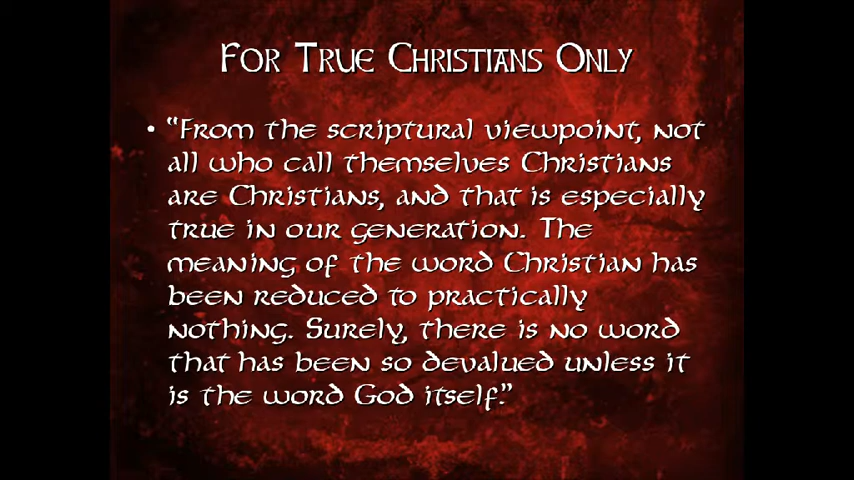 For True Christians Only
• “From the scriptural viewpoint, not
all who call themselves Christians
are Christians, and that is especially
true in our generation. The
meaning of the word Christian has
been reduced to practically
nothing. Surely, there is no word
that has been so devalued unless it
is the word God itself.”